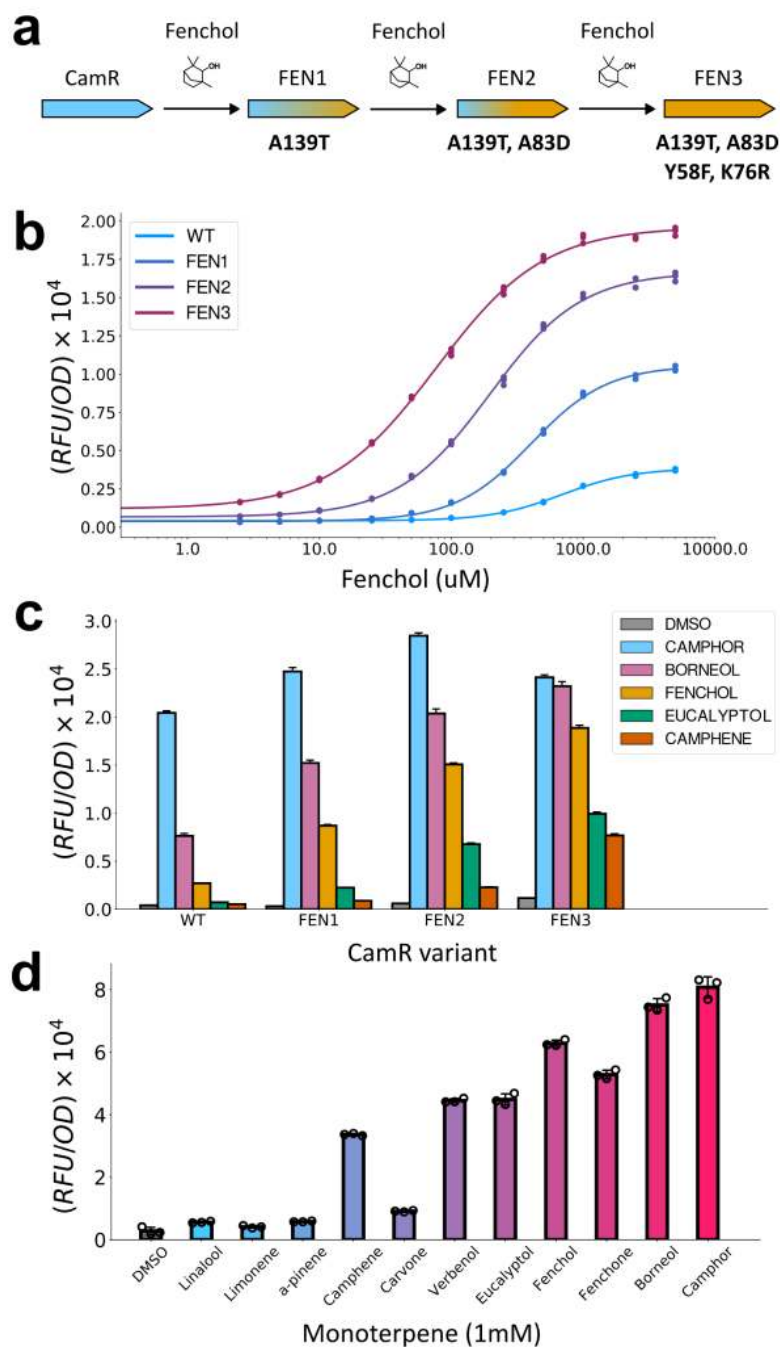 a
Fenchol Fenchol Fenchol
CamR FEN1 FEN2 FEN3
OH OH OH
A139T A139T, A83D A139T, A83D
Y58F, K76R
b
2.00
1.75
1.50
1.25
1.00
0.75
0.50
0.25
0.00
(RFU/OD) × 10⁴
WT
FEN1
FEN2
FEN3
1.0 10.0 100.0 1000.0 10000.0
Fenchol (uM)
c
3.0
2.5
2.0
1.5
1.0
0.5
0.0
(RFU/OD) × 10⁴
DMSO
CAMPHOR
BORNEOL
FENCHOL
EUCALYPTOL
CAMPHENE
WT FEN1 FEN2 FEN3
CamR variant
d
8
6
4
2
0
(RFU/OD) × 10⁴
DMSO Linalool Limonene a-pinene Camphene Carvone Verbenol Eucalyptol Fenchol Fenchone Borneol Camphor
Monoterpene (1mM)